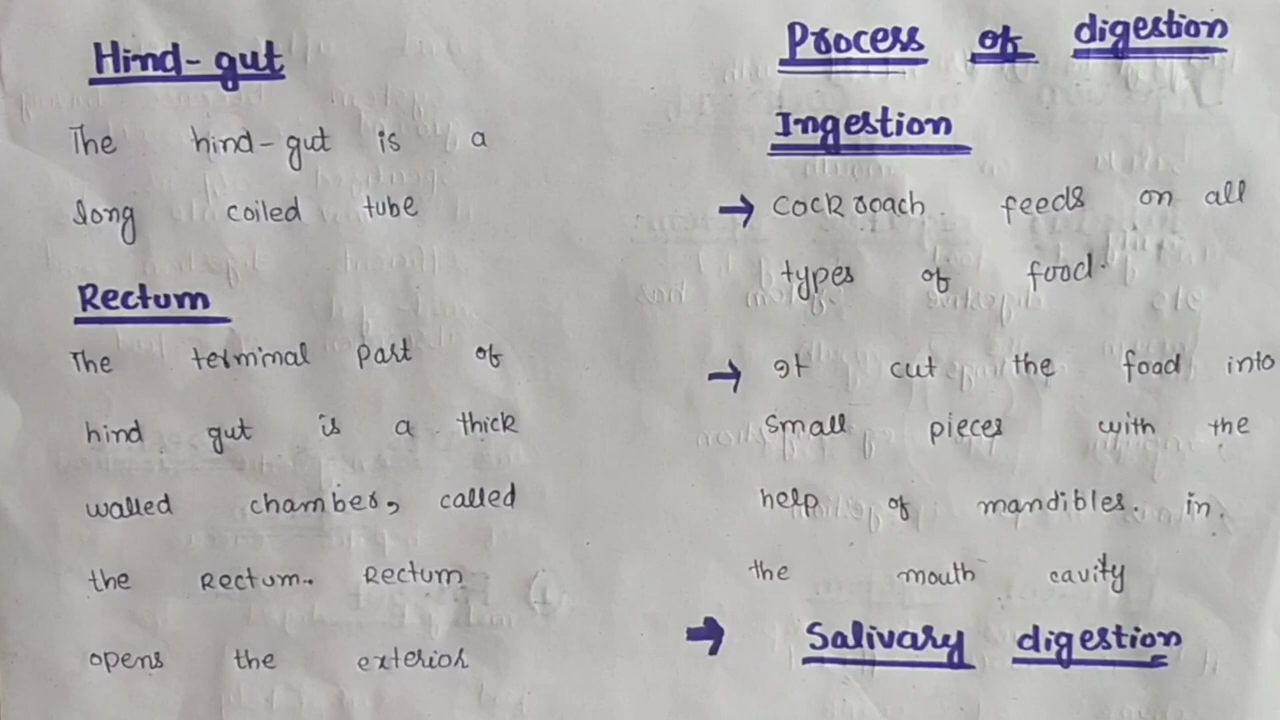 Hind-gut
The hind-gut is a
long coiled tube
Rectum
The terminal part of
hind gut is a thick
walled chamber, called
the Rectum. Rectum
opens the exterior
Process of digestion
Ingestion
→ cockroach feeds on all
types of food.
→ It cut the food into
small pieces with the
help of mandibles. in.
the mouth cavity
→ Salivary digestion